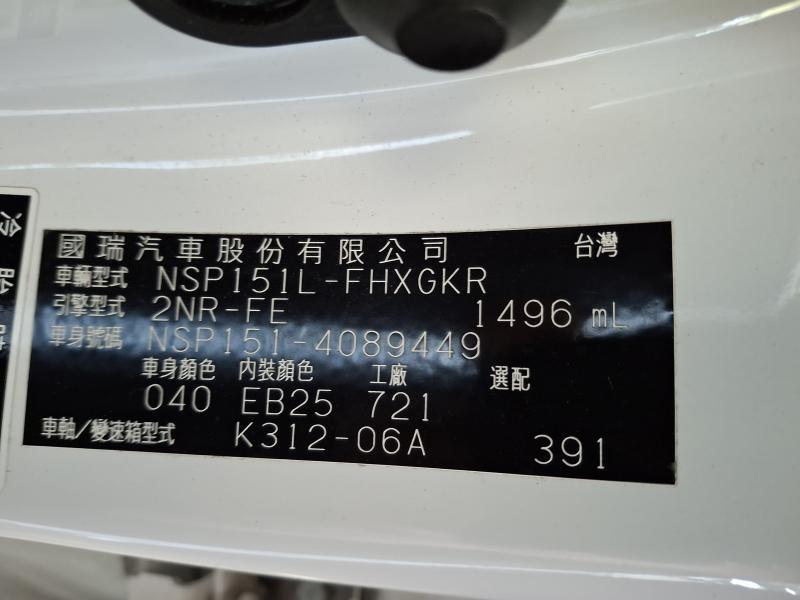 國瑞汽車股份有限公司 台灣
車輛型式 NSP151L-FHXGKR
引擎型式 2NR-FE 1496 mL
車身號碼 NSP151-4089449
車身顏色 內裝顏色 工廠 選配
040 EB25 721
車軸/變速箱型式 K312-06A 391
冷
胎